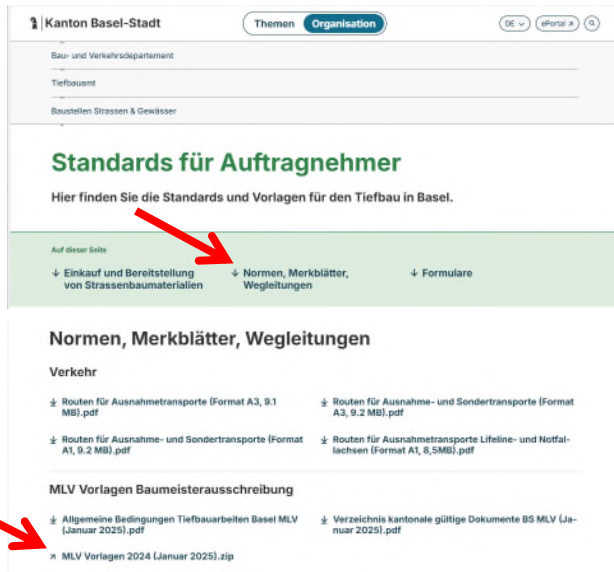 Kanton Basel-Stadt
Themen Organisation
DE ePortal
Bau- und Verkehrsdepartement
Tiefbauamt
Baustellen Strassen & Gewässer
Standards für Auftragnehmer
Hier finden Sie die Standards und Vorlagen für den Tiefbau in Basel.
Auf dieser Seite
↓ Einkauf und Bereitstellung
von Strassenbaumaterialien
↓ Normen, Merkblätter,
Wegleitungen
↓ Formulare
Normen, Merkblätter, Wegleitungen
Verkehr
Routen für Ausnahmetransporte (Format A3, 9.1
MB).pdf
Routen für Ausnahme- und Sondertransporte (Format
A3, 9.2 MB).pdf
Routen für Ausnahme- und Sondertransporte (Format
A1, 9.2 MB).pdf
Routen für Ausnahmetransporte Lifeline- und Notfal-
lachsen (Format A1, 8,5MB).pdf
MLV Vorlagen Baumeisterausschreibung
Allgemeine Bedingungen Tiefbauarbeiten Basel MLV
(Januar 2025).pdf
Verzeichnis kantonale gültige Dokumente BS MLV (Ja-
nuar 2025).pdf
MLV Vorlagen 2024 (Januar 2025).zip